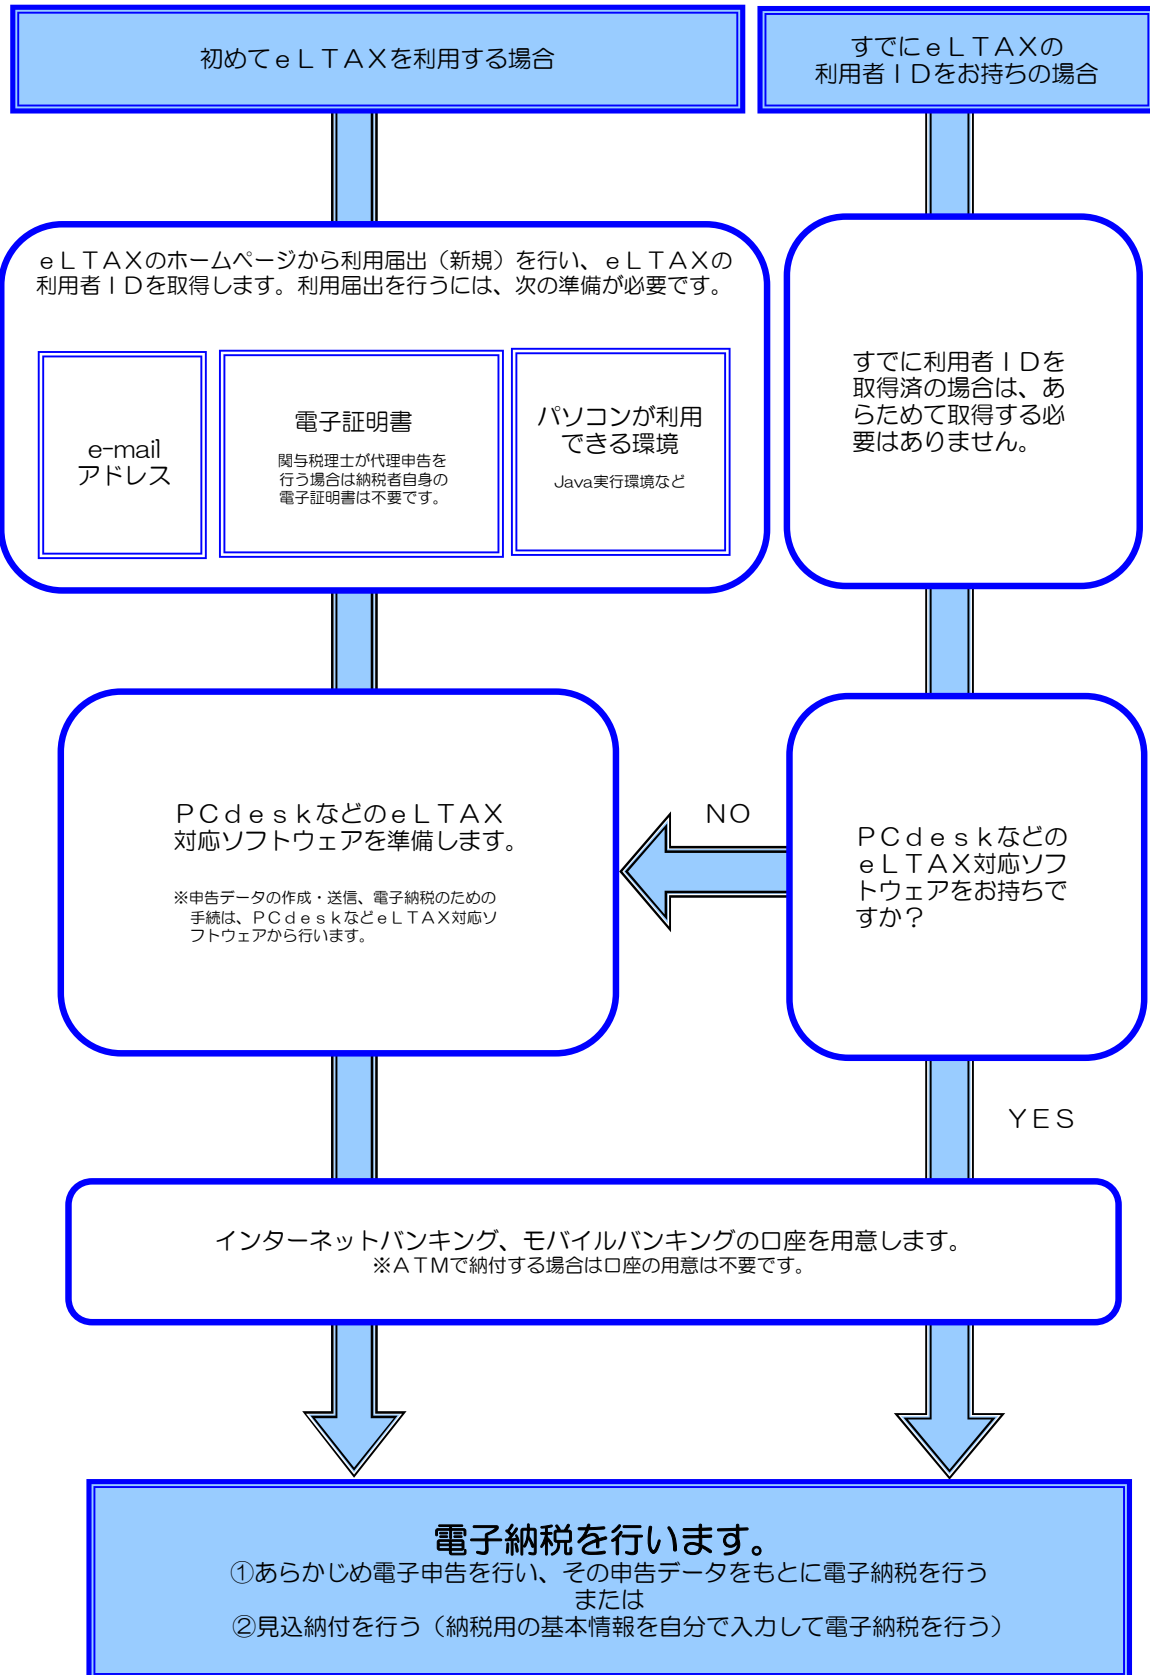 初めてｅＬＴＡＸを利用する場合
すでにｅＬＴＡＸの
利用者ＩＤをお持ちの場合
ｅＬＴＡＸのホームページから利用届出（新規）を行い、ｅＬＴＡＸの
利用者ＩＤを取得します。利用届出を行うには、次の準備が必要です。
e-mail
アドレス
電子証明書
関与税理士が代理申告を
行う場合は納税者自身の
電子証明書は不要です。
パソコンが利用
できる環境
Java実行環境など
すでに利用者ＩＤを
取得済の場合は、あ
らためて取得する必
要はありません。
ＰＣｄｅｓｋなどのｅＬＴＡＸ
対応ソフトウェアを準備します。
※申告データの作成・送信、電子納税のための
手続は、ＰＣｄｅｓｋなどｅＬＴＡＸ対応ソ
フトウェアから行います。
ＮＯ
ＰＣｄｅｓｋなどの
ｅＬＴＡＸ対応ソフ
トウェアをお持ちで
すか？
ＹＥＳ
インターネットバンキング、モバイルバンキングの口座を用意します。
※ＡＴＭで納付する場合は口座の用意は不要です。
電子納税を行います。
①あらかじめ電子申告を行い、その申告データをもとに電子納税を行う
または
②見込納付を行う（納税用の基本情報を自分で入力して電子納税を行う）